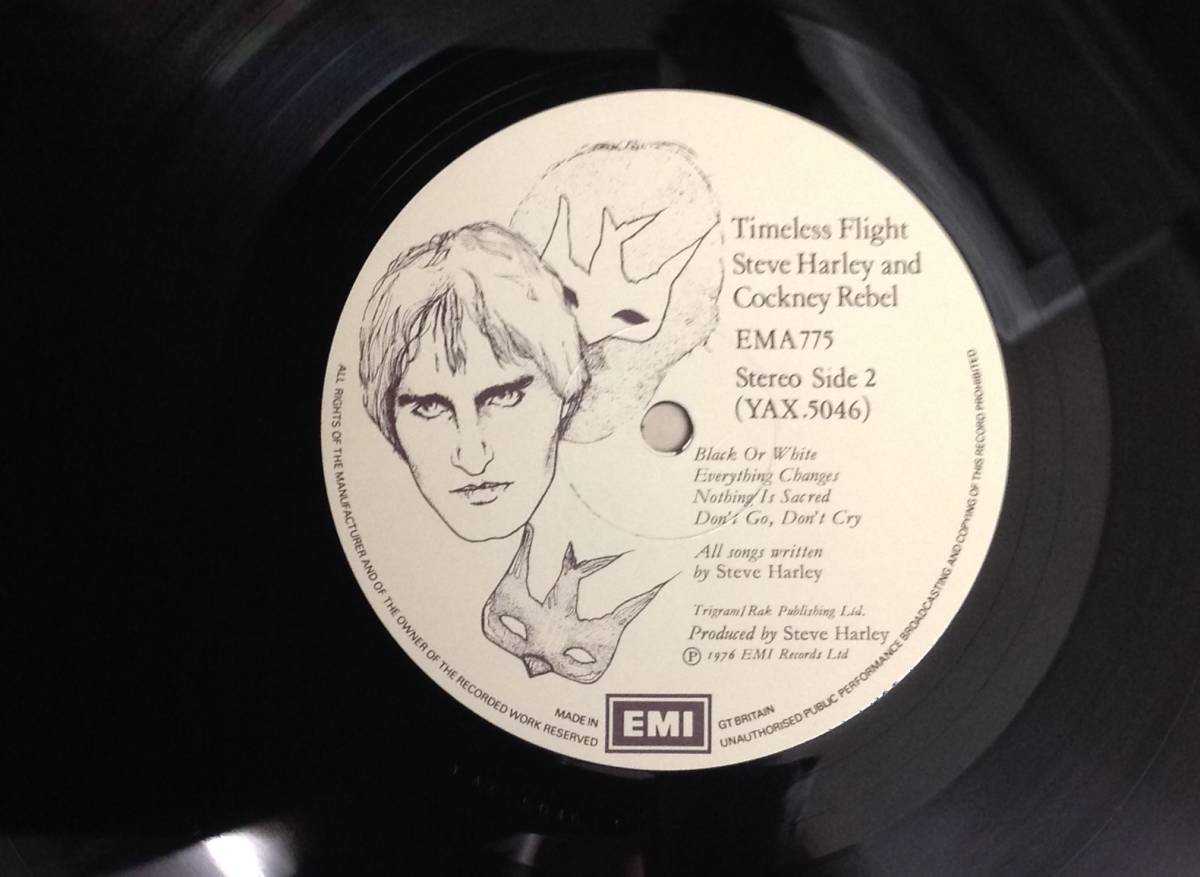 Timeless Flight
Steve Harley and
Cockney Rebel
EMA775
Stereo Side 2
(YAX.5046)
Black Or White
Everything Changes
Nothing Is Sacred
Don't Go, Don't Cry
All songs written
by Steve Harley
Trigram/Rak Publishing Ltd.
Produced by Steve Harley
Ⓟ 1976 EMI Records Ltd
ALL RIGHTS OF THE MANUFACTURER AND OF THE OWNER OF THE RECORDED WORK RESERVED
MADE IN
EMI
GT BRITAIN
UNAUTHORISED PUBLIC PERFORMANCE BROADCASTING AND COPYING OF THIS RECORD PROHIBITED